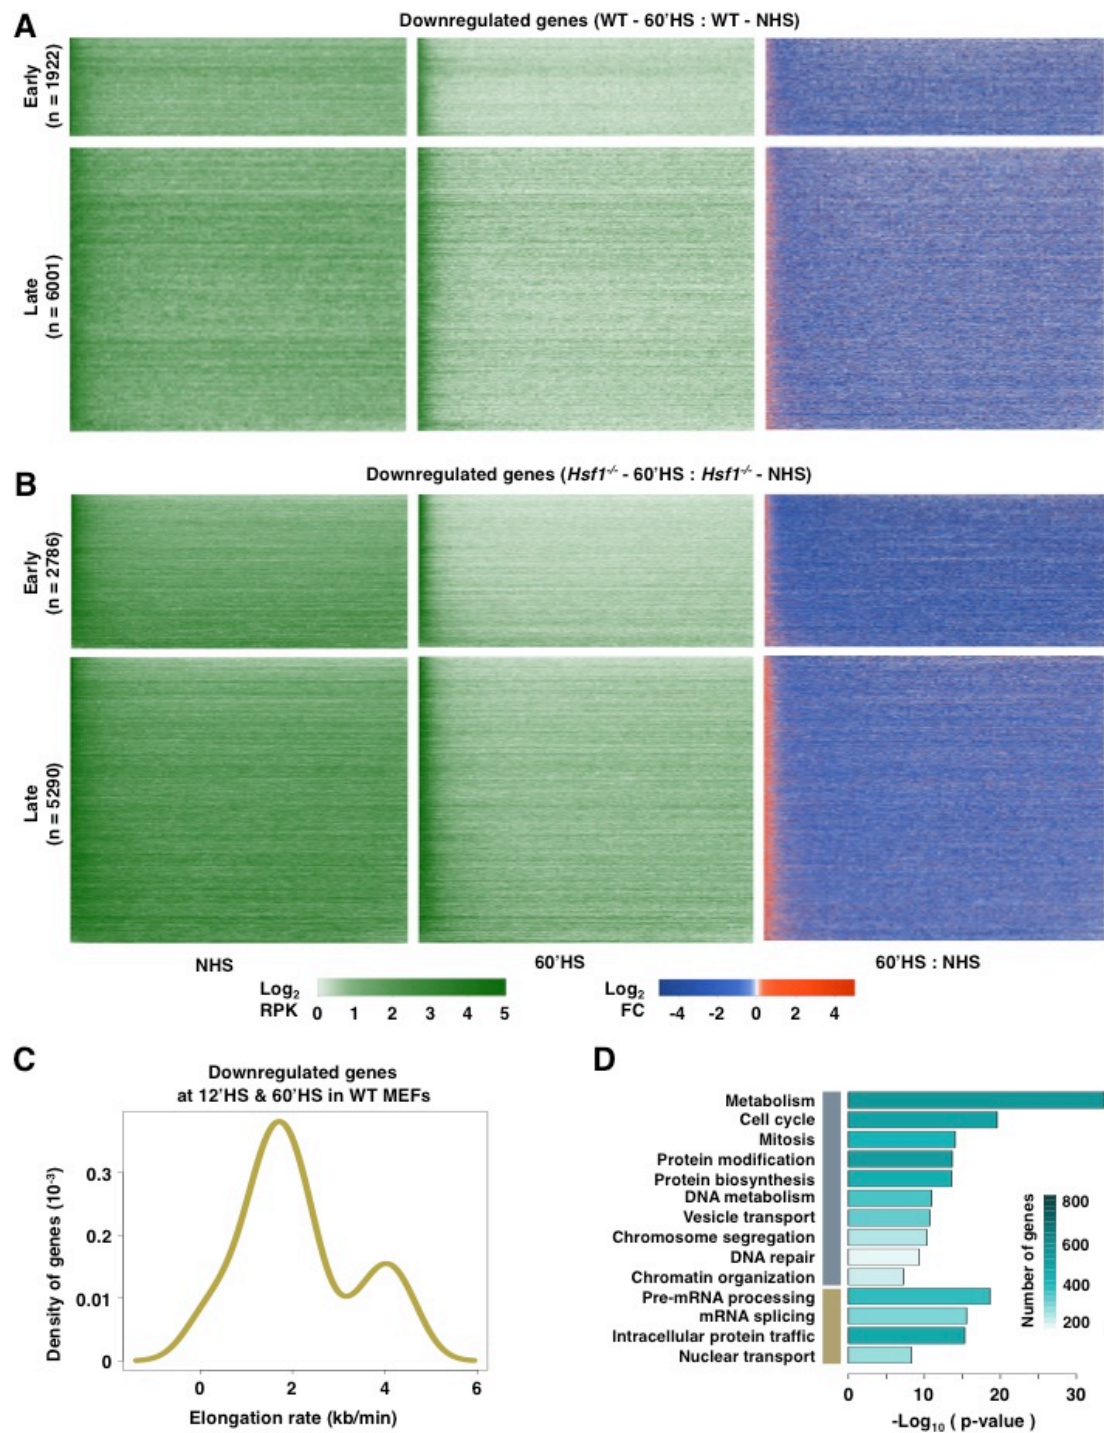 A
Downregulated genes (WT - 60'HS : WT - NHS)
Early
(n = 1922)
Late
(n = 6001)
B
Downregulated genes (Hsf1-/- - 60'HS : Hsf1-/- - NHS)
Early
(n = 2786)
Late
(n = 5290)
NHS
60'HS
60'HS : NHS
Log2
RPK
0 1 2 3 4 5
Log2
FC
-4 -2 0 2 4
C
Downregulated genes
at 12'HS & 60'HS in WT MEFs
Density of genes (10-3)
0.3
0.2
0.01
0
0 2 4 6
Elongation rate (kb/min)
D
Metabolism
Cell cycle
Mitosis
Protein modification
Protein biosynthesis
DNA metabolism
Vesicle transport
Chromosome segregation
DNA repair
Chromatin organization
Pre-mRNA processing
mRNA splicing
Intracellular protein traffic
Nuclear transport
Number of genes
800
600
400
200
0 10 20 30
-Log10 ( p-value )